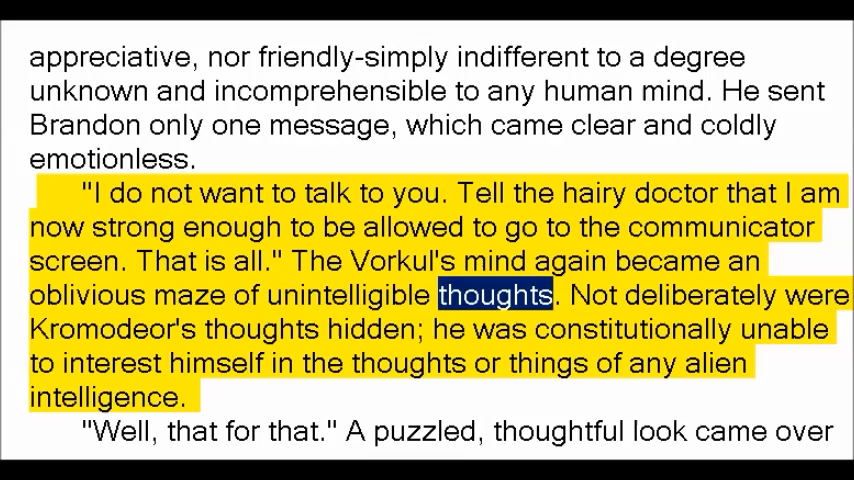 appreciative, nor friendly-simply indifferent to a degree
unknown and incomprehensible to any human mind. He sent
Brandon only one message, which came clear and coldly
emotionless.
"I do not want to talk to you. Tell the hairy doctor that I am
now strong enough to be allowed to go to the communicator
screen. That is all." The Vorkul's mind again became an
oblivious maze of unintelligible thoughts. Not deliberately were
Kromodeor's thoughts hidden; he was constitutionally unable
to interest himself in the thoughts or things of any alien
intelligence.
"Well, that for that." A puzzled, thoughtful look came over